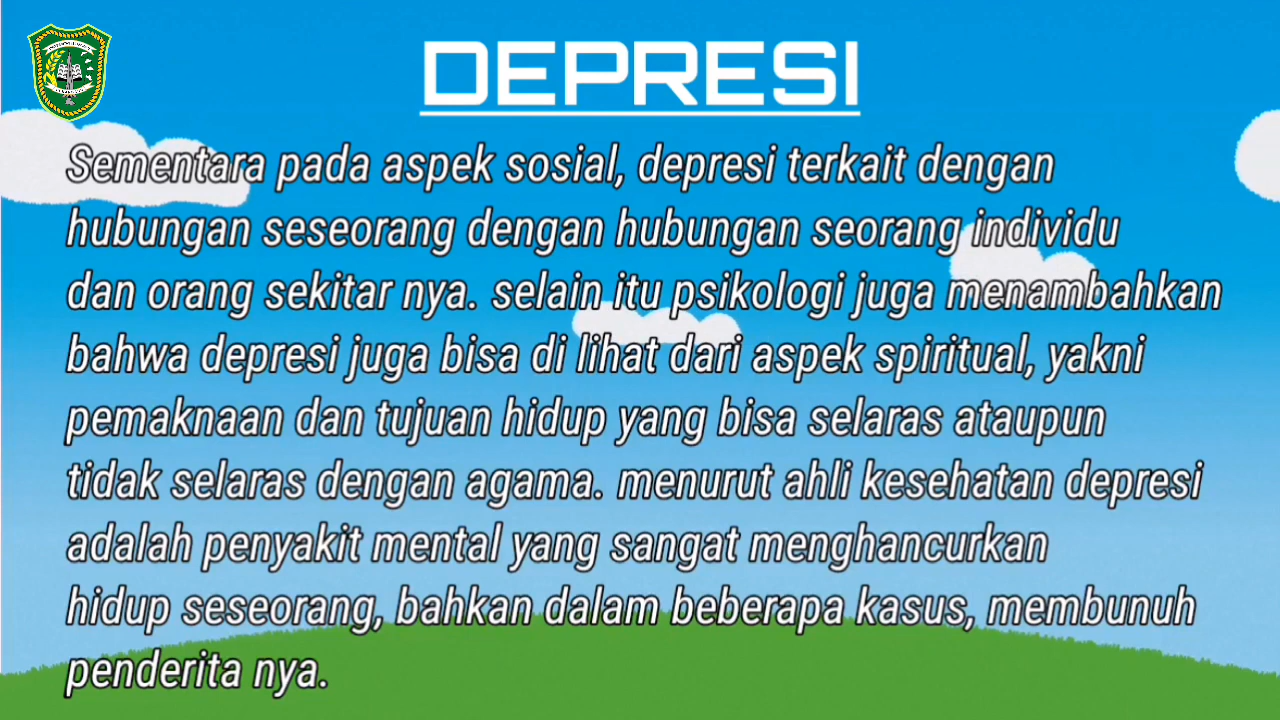 DEPRESI
Sementara pada aspek sosial, depresi terkait dengan
hubungan seseorang dengan hubungan seorang individu
dan orang sekitar nya. selain itu psikologi juga menambahkan
bahwa depresi juga bisa di lihat dari aspek spiritual, yakni
pemaknaan dan tujuan hidup yang bisa selaras ataupun
tidak selaras dengan agama. menurut ahli kesehatan depresi
adalah penyakit mental yang sangat menghancurkan
hidup seseorang, bahkan dalam beberapa kasus, membunuh
penderita nya.